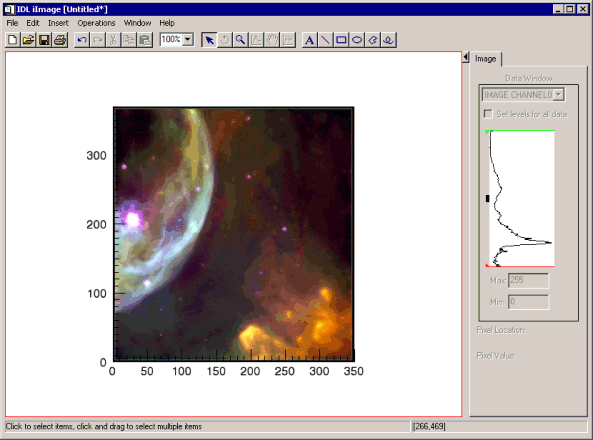 IDL iImage [Untitled*]
File Edit Insert Operations Window Help
100%
A
Image
Data Window
IMAGE CHANNEL0
Set levels for all data
Max: 255
Min: 0
Pixel Location:
Pixel Value:
300
200
100
0
0 50 100 150 200 250 300 350
Click to select items, click and drag to select multiple items
[266,469]